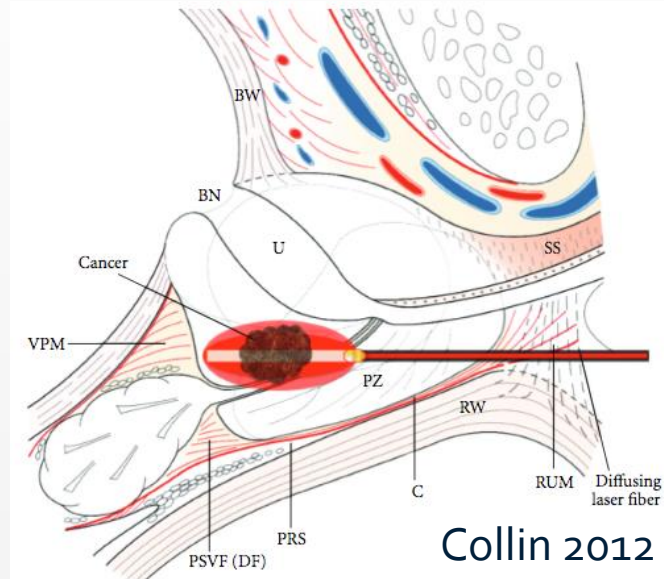 BW
BN
U
SS
Cancer
VPM
PZ
RW
C
RUM
Diffusing
laser fiber
PRS
PSVF (DF)
Collin 2012